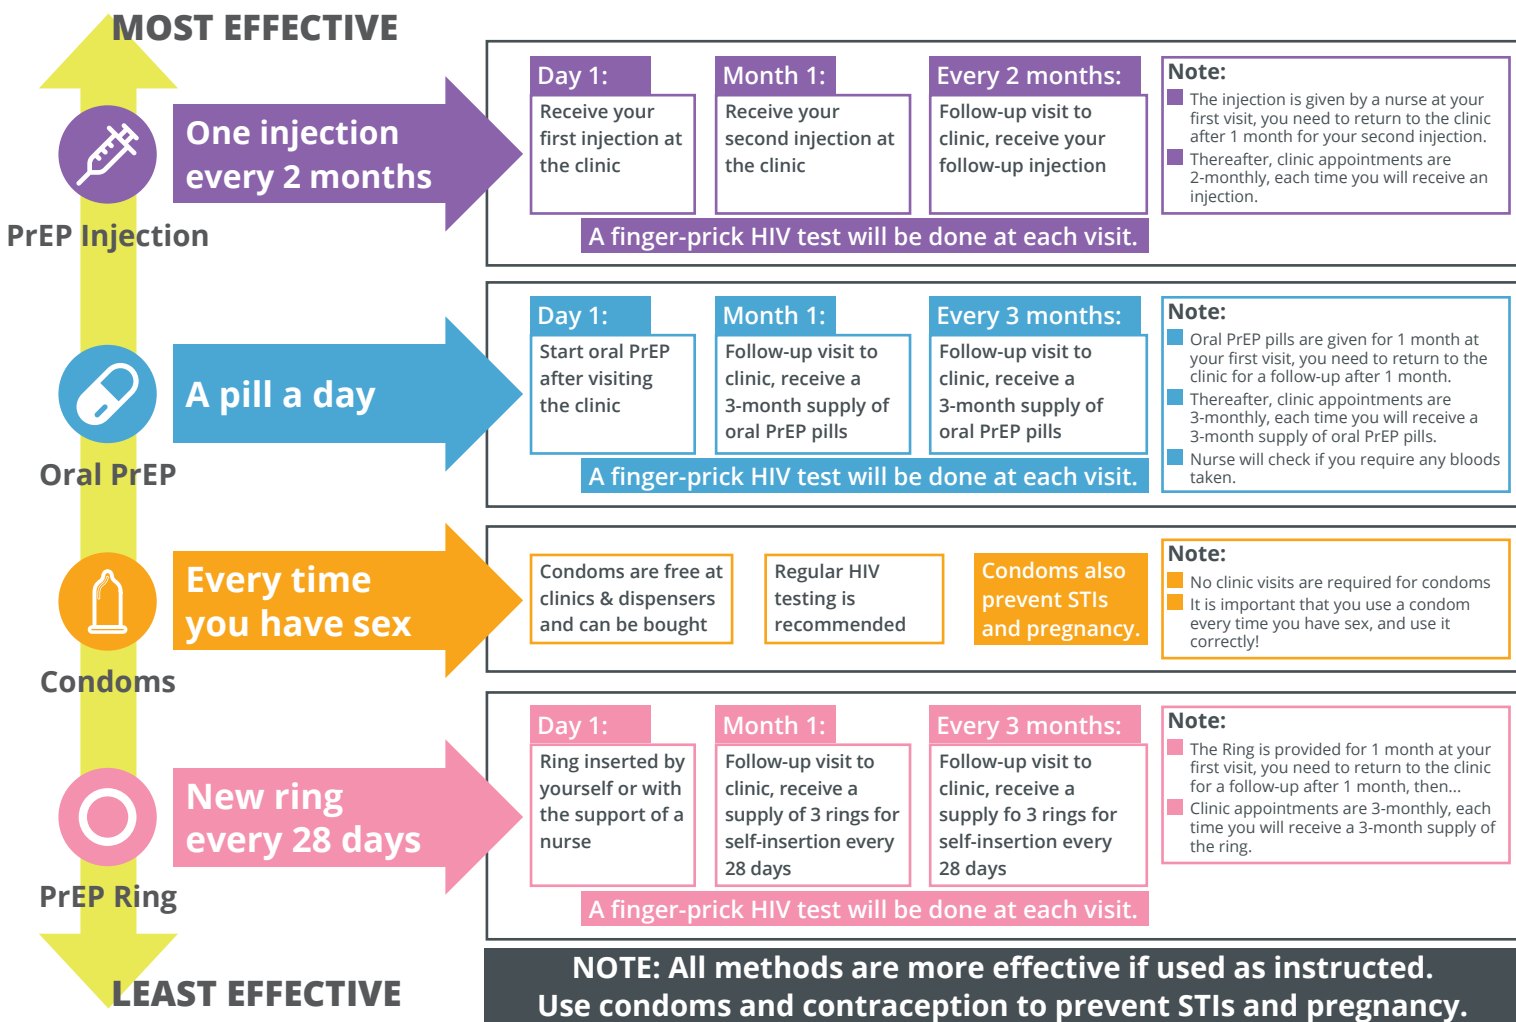 MOST EFFECTIVE
PrEP Injection
One injection
every 2 months
Day 1:
Receive your
first injection at
the clinic
Month 1:
Receive your
second injection at
the clinic
Every 2 months:
Follow-up visit to
clinic, receive your
follow-up injection
A finger-prick HIV test will be done at each visit.
Note:
The injection is given by a nurse at your
first visit, you need to return to the clinic
after 1 month for your second injection.
Thereafter, clinic appointments are
2-monthly, each time you will receive an
injection.
Oral PrEP
A pill a day
Day 1:
Start oral PrEP
after visiting
the clinic
Month 1:
Follow-up visit to
clinic, receive a
3-month supply of
oral PrEP pills
Every 3 months:
Follow-up visit to
clinic, receive a
3-month supply of
oral PrEP pills
A finger-prick HIV test will be done at each visit.
Note:
Oral PrEP pills are given for 1 month at
your first visit, you need to return to the
clinic for a follow-up after 1 month.
Thereafter, clinic appointments are
3-monthly, each time you will receive a
3-month supply of oral PrEP pills.
Nurse will check if you require any bloods
taken.
Condoms
Every time
you have sex
Condoms are free at
clinics & dispensers
and can be bought
Regular HIV
testing is
recommended
Condoms also
prevent STIs
and pregnancy.
Note:
No clinic visits are required for condoms
It is important that you use a condom
every time you have sex, and use it
correctly!
PrEP Ring
New ring
every 28 days
Day 1:
Ring inserted by
yourself or with
the support of a
nurse
Month 1:
Follow-up visit to
clinic, receive a
supply of 3 rings for
self-insertion every
28 days
Every 3 months:
Follow-up visit to
clinic, receive a
supply fo 3 rings for
self-insertion every
28 days
A finger-prick HIV test will be done at each visit.
Note:
The Ring is provided for 1 month at your
first visit, you need to return to the clinic
for a follow-up after 1 month, then...
Clinic appointments are 3-monthly, each
time you will receive a 3-month supply of
the ring.
LEAST EFFECTIVE
NOTE: All methods are more effective if used as instructed.
Use condoms and contraception to prevent STIs and pregnancy.